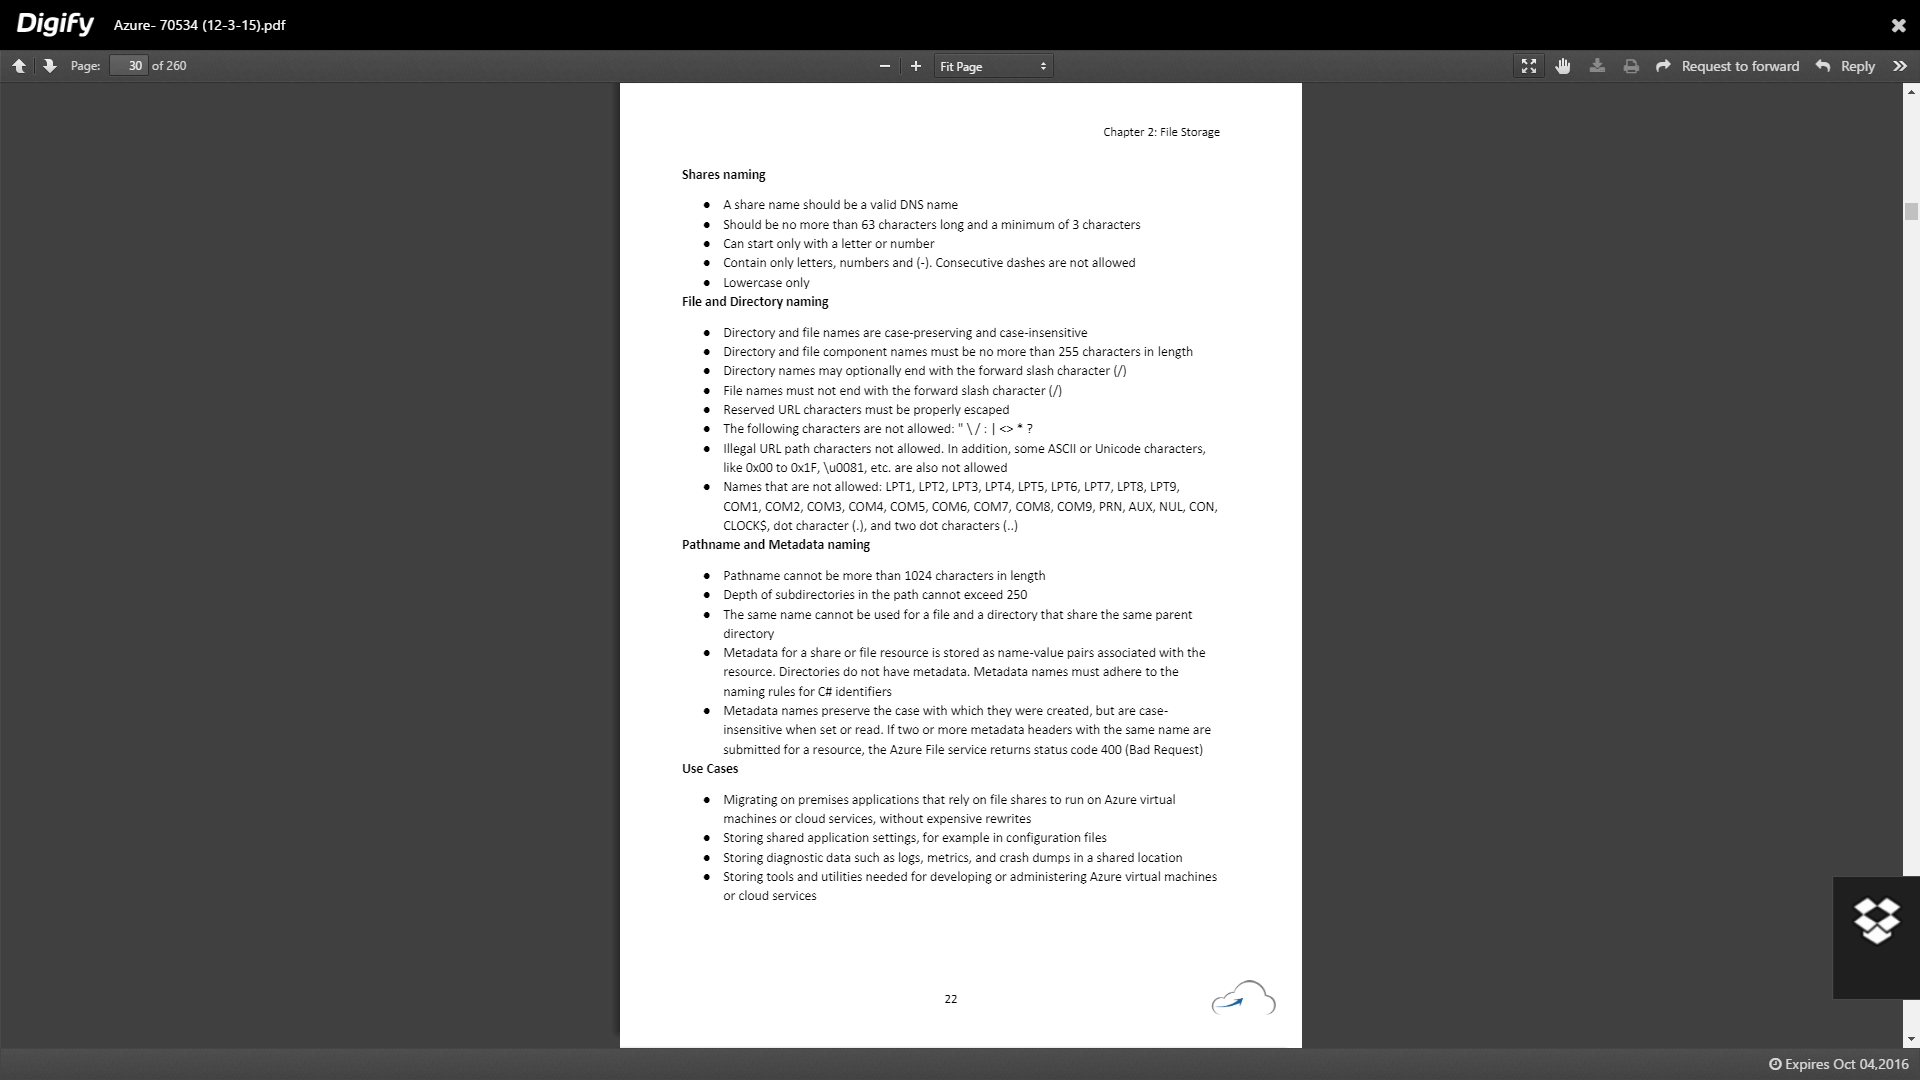 Digify Azure- 70534 (12-3-15).pdf
Page: 30 of 260 Fit Page Request to forward Reply
Chapter 2: File Storage
Shares naming
● A share name should be a valid DNS name
● Should be no more than 63 characters long and a minimum of 3 characters
● Can start only with a letter or number
● Contain only letters, numbers and (-). Consecutive dashes are not allowed
● Lowercase only
File and Directory naming
● Directory and file names are case-preserving and case-insensitive
● Directory and file component names must be no more than 255 characters in length
● Directory names may optionally end with the forward slash character (/)
● File names must not end with the forward slash character (/)
● Reserved URL characters must be properly escaped
● The following characters are not allowed: " \ / : | <> * ?
● Illegal URL path characters not allowed. In addition, some ASCII or Unicode characters,
like 0x00 to 0x1F, \u0081, etc. are also not allowed
● Names that are not allowed: LPT1, LPT2, LPT3, LPT4, LPT5, LPT6, LPT7, LPT8, LPT9,
COM1, COM2, COM3, COM4, COM5, COM6, COM7, COM8, COM9, PRN, AUX, NUL, CON,
CLOCK$, dot character (.), and two dot characters (..)
Pathname and Metadata naming
● Pathname cannot be more than 1024 characters in length
● Depth of subdirectories in the path cannot exceed 250
● The same name cannot be used for a file and a directory that share the same parent
directory
● Metadata for a share or file resource is stored as name-value pairs associated with the
resource. Directories do not have metadata. Metadata names must adhere to the
naming rules for C# identifiers
● Metadata names preserve the case with which they were created, but are case-
insensitive when set or read. If two or more metadata headers with the same name are
submitted for a resource, the Azure File service returns status code 400 (Bad Request)
Use Cases
● Migrating on premises applications that rely on file shares to run on Azure virtual
machines or cloud services, without expensive rewrites
● Storing shared application settings, for example in configuration files
● Storing diagnostic data such as logs, metrics, and crash dumps in a shared location
● Storing tools and utilities needed for developing or administering Azure virtual machines
or cloud services
22
Expires Oct 04,2016